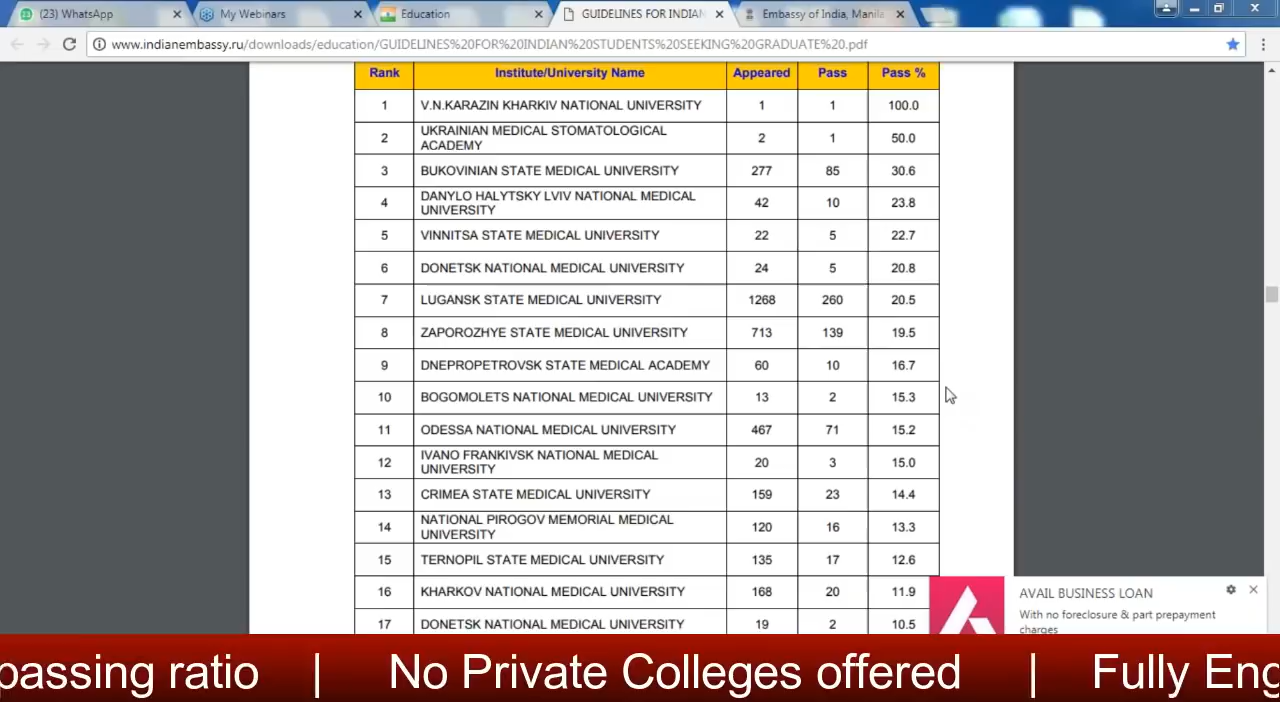 (23) WhatsApp
My Webinars
Education
GUIDELINES FOR INDIAN
Embassy of India, Manila
www.indianembassy.ru/downloads/education/GUIDELINES%20FOR%20INDIAN%20STUDENTS%20SEEKING%20GRADUATE%20.pdf
Rank Institute/University Name Appeared Pass Pass %
1 V.N.KARAZIN KHARKIV NATIONAL UNIVERSITY 1 1 100.0
2 UKRAINIAN MEDICAL STOMATOLOGICAL
ACADEMY 2 1 50.0
3 BUKOVINIAN STATE MEDICAL UNIVERSITY 277 85 30.6
4 DANYLO HALYTSKY LVIV NATIONAL MEDICAL
UNIVERSITY 42 10 23.8
5 VINNITSA STATE MEDICAL UNIVERSITY 22 5 22.7
6 DONETSK NATIONAL MEDICAL UNIVERSITY 24 5 20.8
7 LUGANSK STATE MEDICAL UNIVERSITY 1268 260 20.5
8 ZAPOROZHYE STATE MEDICAL UNIVERSITY 713 139 19.5
9 DNEPROPETROVSK STATE MEDICAL ACADEMY 60 10 16.7
10 BOGOMOLETS NATIONAL MEDICAL UNIVERSITY 13 2 15.3
11 ODESSA NATIONAL MEDICAL UNIVERSITY 467 71 15.2
12 IVANO FRANKIVSK NATIONAL MEDICAL
UNIVERSITY 20 3 15.0
13 CRIMEA STATE MEDICAL UNIVERSITY 159 23 14.4
14 NATIONAL PIROGOV MEMORIAL MEDICAL
UNIVERSITY 120 16 13.3
15 TERNOPIL STATE MEDICAL UNIVERSITY 135 17 12.6
16 KHARKOV NATIONAL MEDICAL UNIVERSITY 168 20 11.9
17 DONETSK NATIONAL MEDICAL UNIVERSITY 19 2 10.5
AVAIL BUSINESS LOAN
With no foreclosure & part prepayment
charges
passing ratio | No Private Colleges offered | Fully Eng